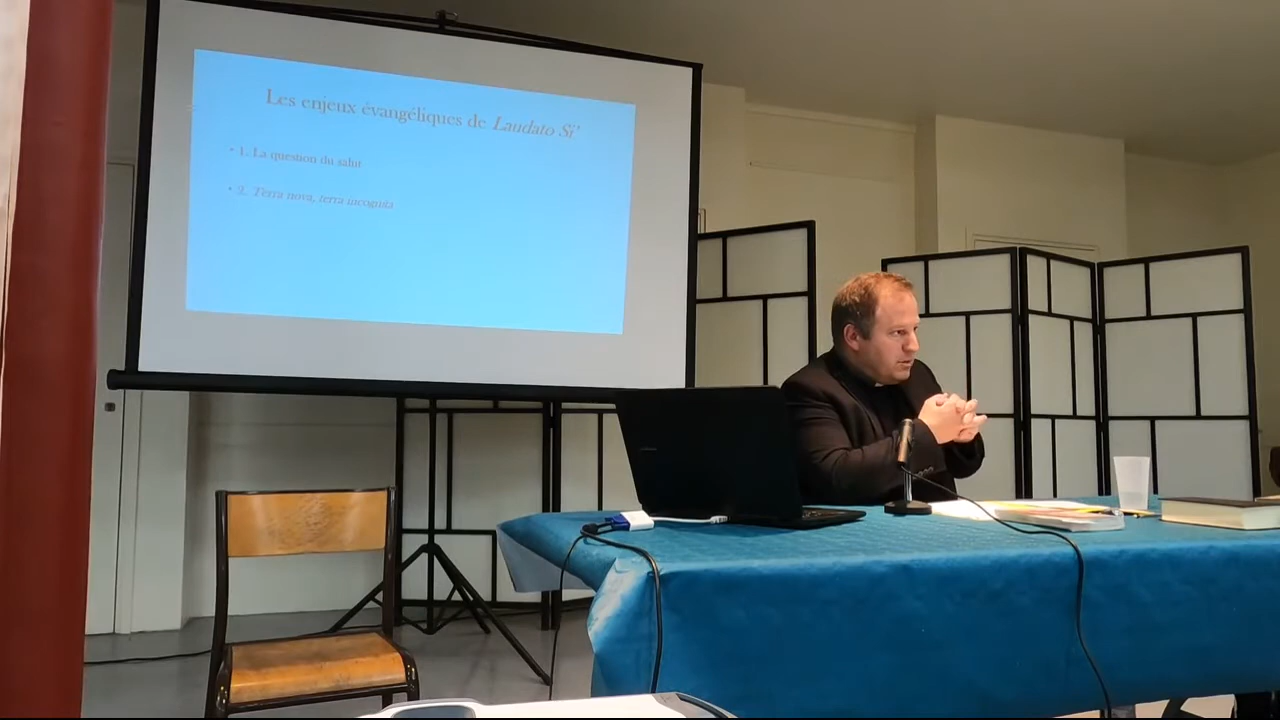 Les enjeux évangéliques de Laudato Si'
• 1. La question du salut
• 2. Terra nova, terra incognita